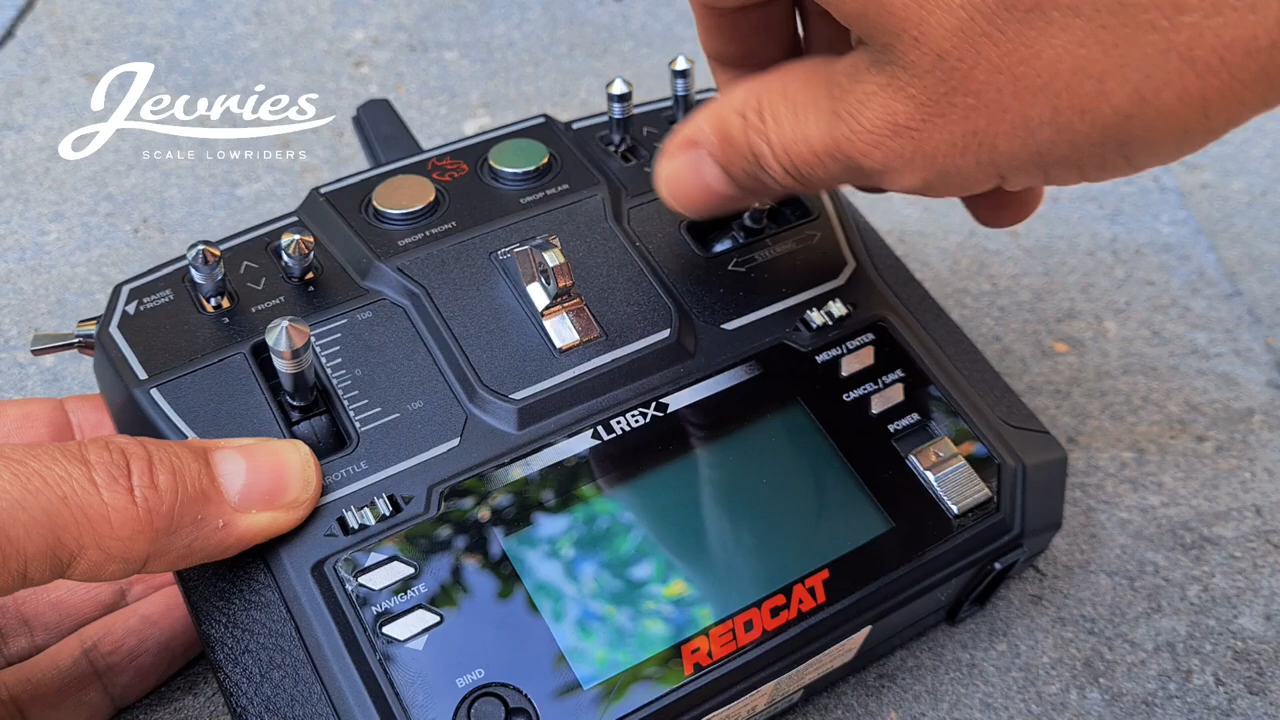 Jevries
SCALE LOWRIDERS
DROP FRONT
DROP REAR
RAISE
FRONT
3
FRONT
4
STEERING
100
0
100
THROTTLE
LR6X
MENU / ENTER
CANCEL / SAVE
POWER
NAVIGATE
BIND
REDCAT